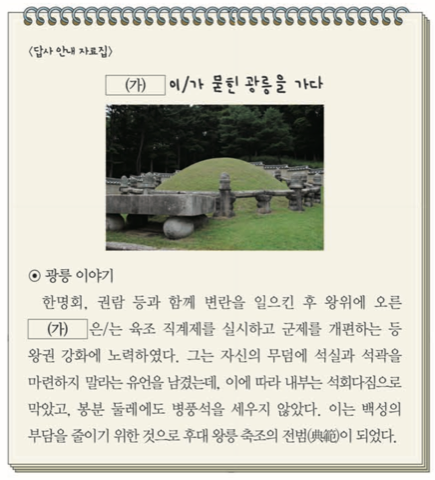 <답사 안내 자료집>
(가) 이/가 묻힌 광릉을 가다
⊙ 광릉 이야기
한명회, 권람 등과 함께 변란을 일으킨 후 왕위에 오른
(가) 은/는 육조 직계제를 실시하고 군제를 개편하는 등
왕권 강화에 노력하였다. 그는 자신의 무덤에 석실과 석곽을
마련하지 말라는 유언을 남겼는데, 이에 따라 내부는 석회다짐으로
막았고, 봉분 둘레에도 병풍석을 세우지 않았다. 이는 백성의
부담을 줄이기 위한 것으로 후대 왕릉 축조의 전범(典範)이 되었다.